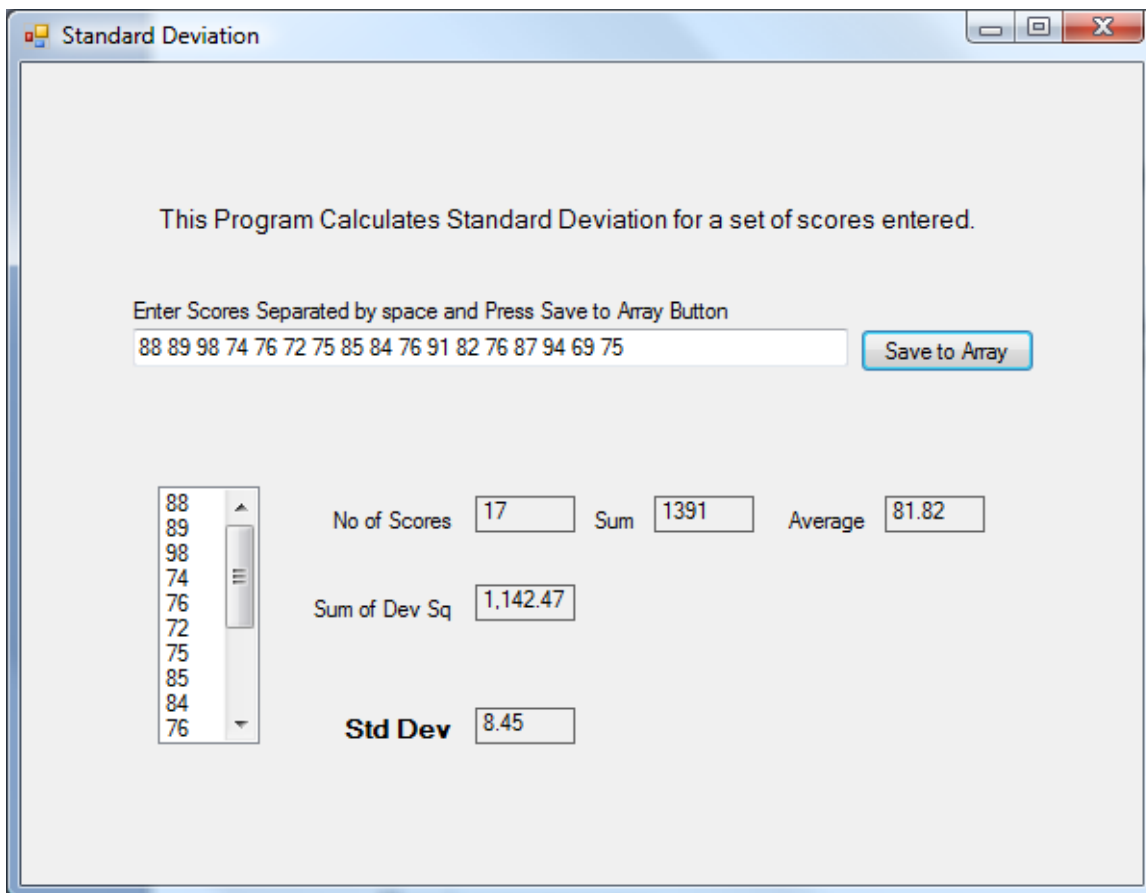 Standard Deviation
This Program Calculates Standard Deviation for a set of scores entered.
Enter Scores Separated by space and Press Save to Array Button
88 89 98 74 76 72 75 85 84 76 91 82 76 87 94 69 75
Save to Array
88
89
98
74
76
72
75
85
84
76
No of Scores 17 Sum 1391 Average 81.82
Sum of Dev Sq 1,142.47
Std Dev 8.45